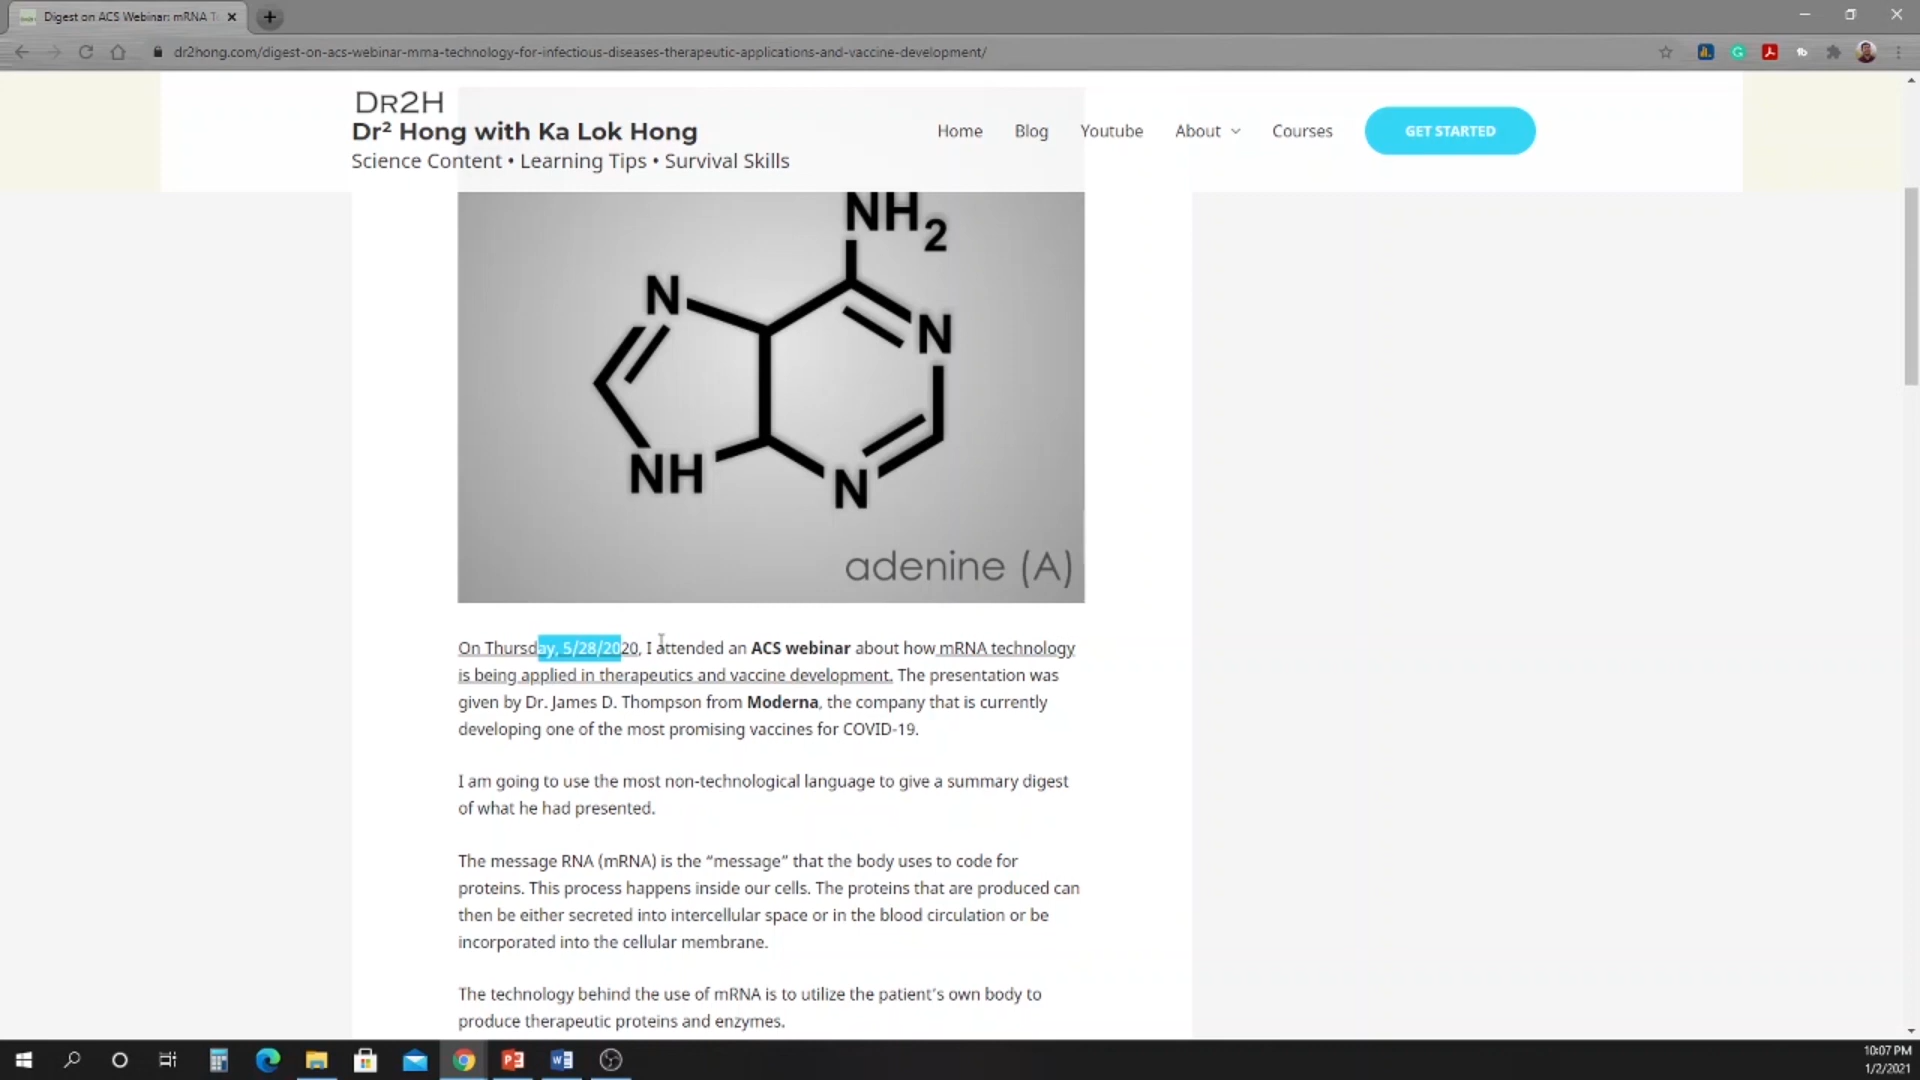 Digest on ACS Webinar: mRNA T
dr2hong.com/digest-on-acs-webinar-mrna-technology-for-infectious-diseases-therapeutic-applications-and-vaccine-development/
DR2H
Dr² Hong with Ka Lok Hong
Science Content • Learning Tips • Survival Skills
Home
Blog
Youtube
About
Courses
GET STARTED
NH2
N
N
NH
N
adenine (A)
On Thursday, 5/28/2020, I attended an ACS webinar about how mRNA technology
is being applied in therapeutics and vaccine development. The presentation was
given by Dr. James D. Thompson from Moderna, the company that is currently
developing one of the most promising vaccines for COVID-19.
I am going to use the most non-technological language to give a summary digest
of what he had presented.
The message RNA (mRNA) is the “message” that the body uses to code for
proteins. This process happens inside our cells. The proteins that are produced can
then be either secreted into intercellular space or in the blood circulation or be
incorporated into the cellular membrane.
The technology behind the use of mRNA is to utilize the patient’s own body to
produce therapeutic proteins and enzymes.
10:07 PM
1/2/2021